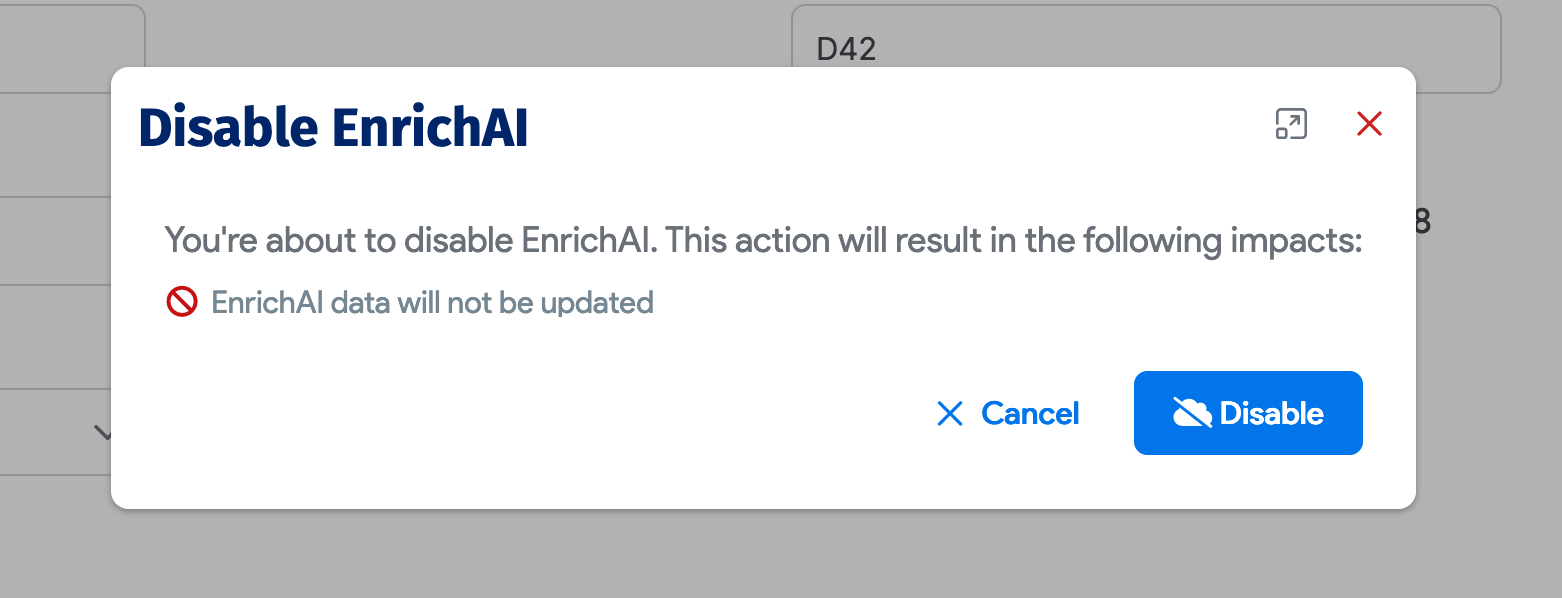 D42
Disable EnrichAI
8
You're about to disable EnrichAI. This action will result in the following impacts:
EnrichAI data will not be updated
Cancel
Disable